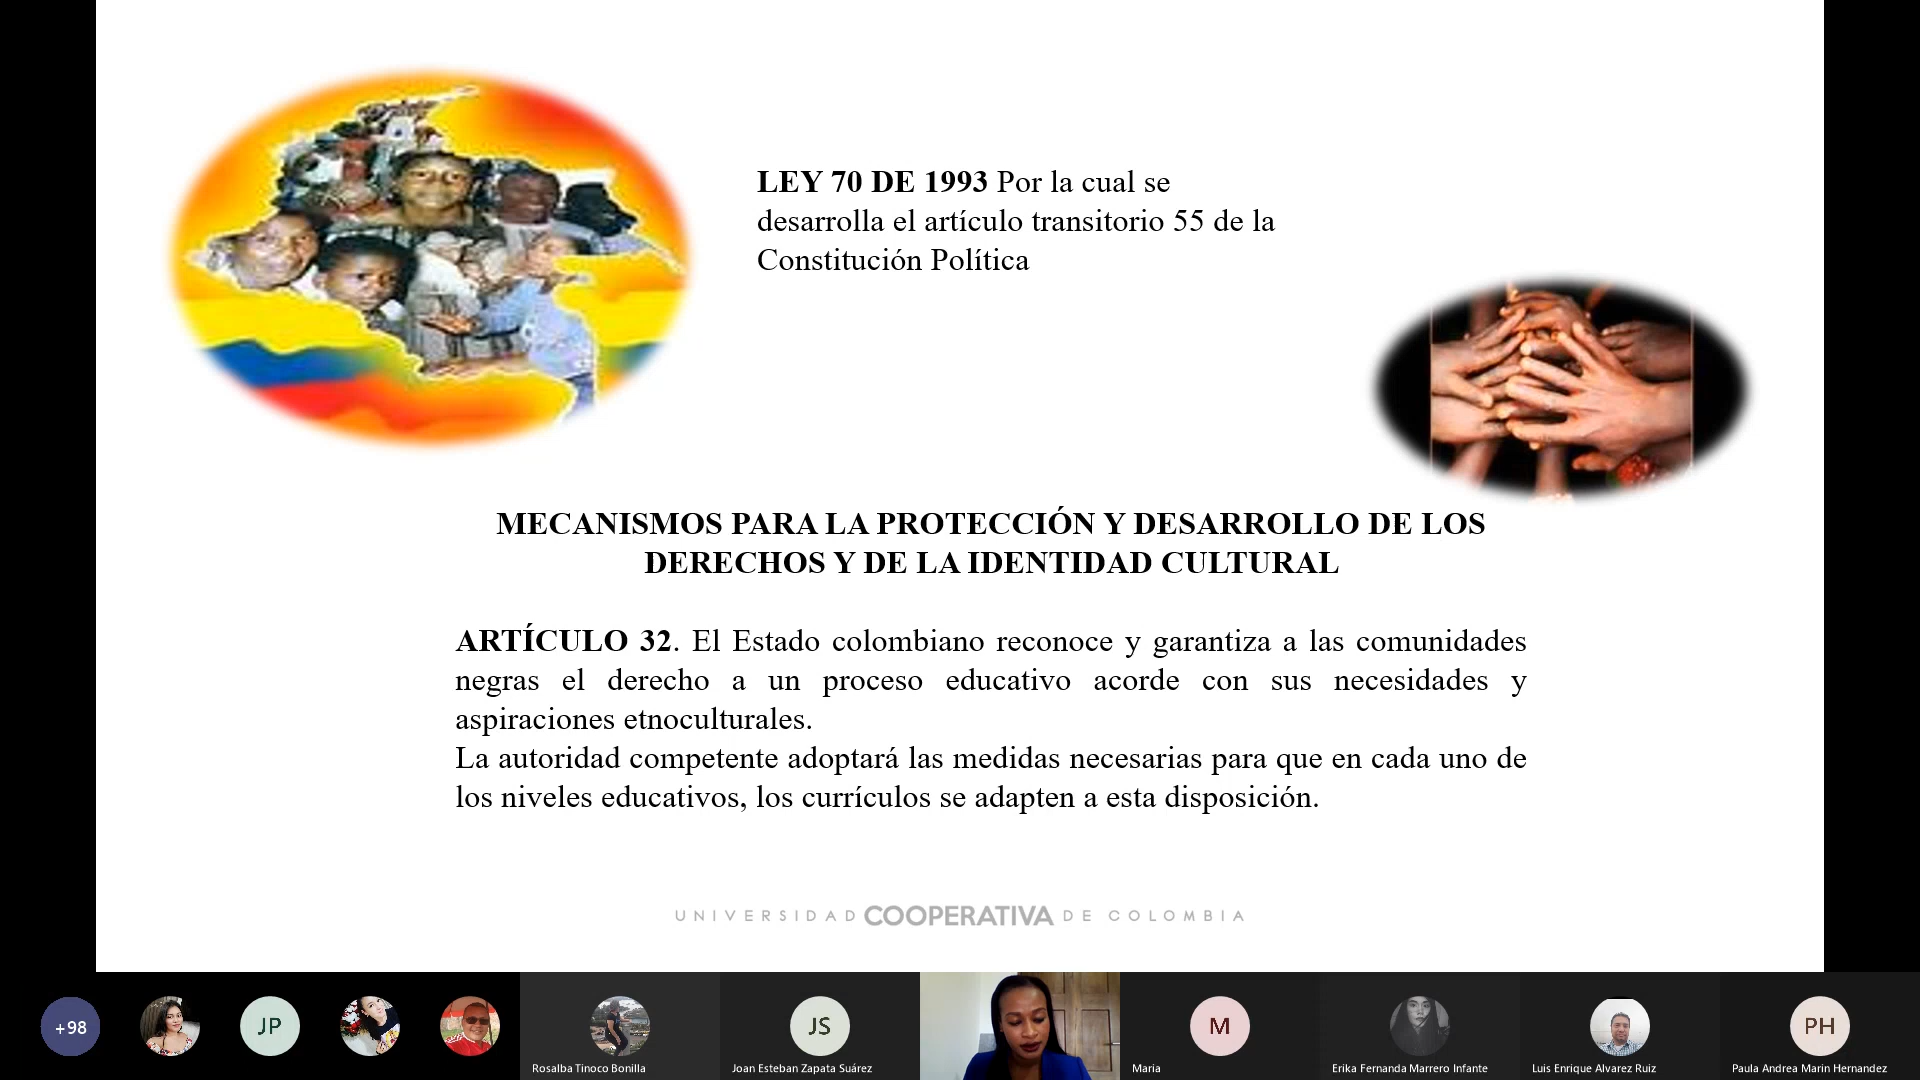 LEY 70 DE 1993 Por la cual se
desarrolla el artículo transitorio 55 de la
Constitución Política
MECANISMOS PARA LA PROTECCIÓN Y DESARROLLO DE LOS
DERECHOS Y DE LA IDENTIDAD CULTURAL
ARTÍCULO 32. El Estado colombiano reconoce y garantiza a las comunidades
negras el derecho a un proceso educativo acorde con sus necesidades y
aspiraciones etnoculturales.
La autoridad competente adoptará las medidas necesarias para que en cada uno de
los niveles educativos, los currículos se adapten a esta disposición.
UNIVERSIDAD COOPERATIVA DE COLOMBIA
+98
JP
JS
M
PH
Rosalba Tinoco Bonilla
Joan Esteban Zapata Suárez
Maria
Erika Fernanda Marrero Infante
Luis Enrique Alvarez Ruiz
Paula Andrea Marin Hernandez